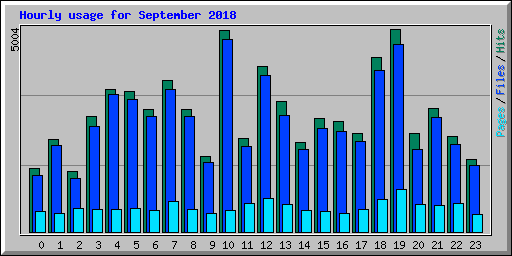 Hourly usage for September 2018
5004
Pages/Files/Hits
0 1 2 3 4 5 6 7 8 9 10 11 12 13 14 15 16 17 18 19 20 21 22 23